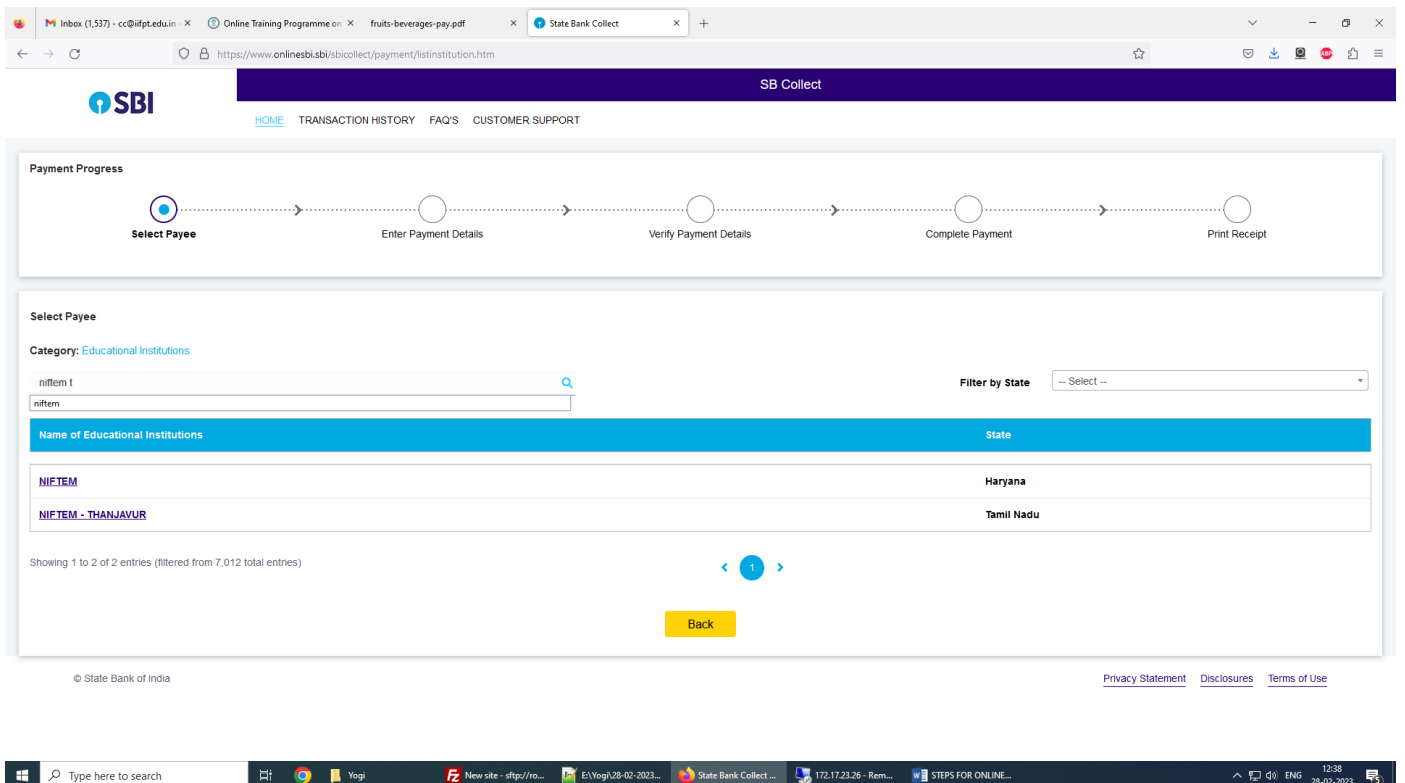 Inbox (1,537) - cc@iifpt.edu.in - Online Training Programme on fruits-beverages-pay.pdf State Bank Collect
https://www.onlinesbi.sbi/sbicollect/payment/listinstitution.htm
ABP
SBI
SB Collect
HOME TRANSACTION HISTORY FAQ'S CUSTOMER SUPPORT
Payment Progress
Select Payee Enter Payment Details Verify Payment Details Complete Payment Print Receipt
Select Payee
Category: Educational Institutions
niftem t
Filter by State -- Select --
niftem
Name of Educational Institutions State
NIFTEM Haryana
NIFTEM - THANJAVUR Tamil Nadu
Showing 1 to 2 of 2 entries (filtered from 7,012 total entries)
1
Back
© State Bank of India Privacy Statement Disclosures Terms of Use
Type here to search Yogi New site - sftp://ro... E:\Yogi\28-02-2023... State Bank Collect ... 172.17.23.26 - Rem... STEPS FOR ONLINE... ENG 12:38
28-02-2023
5